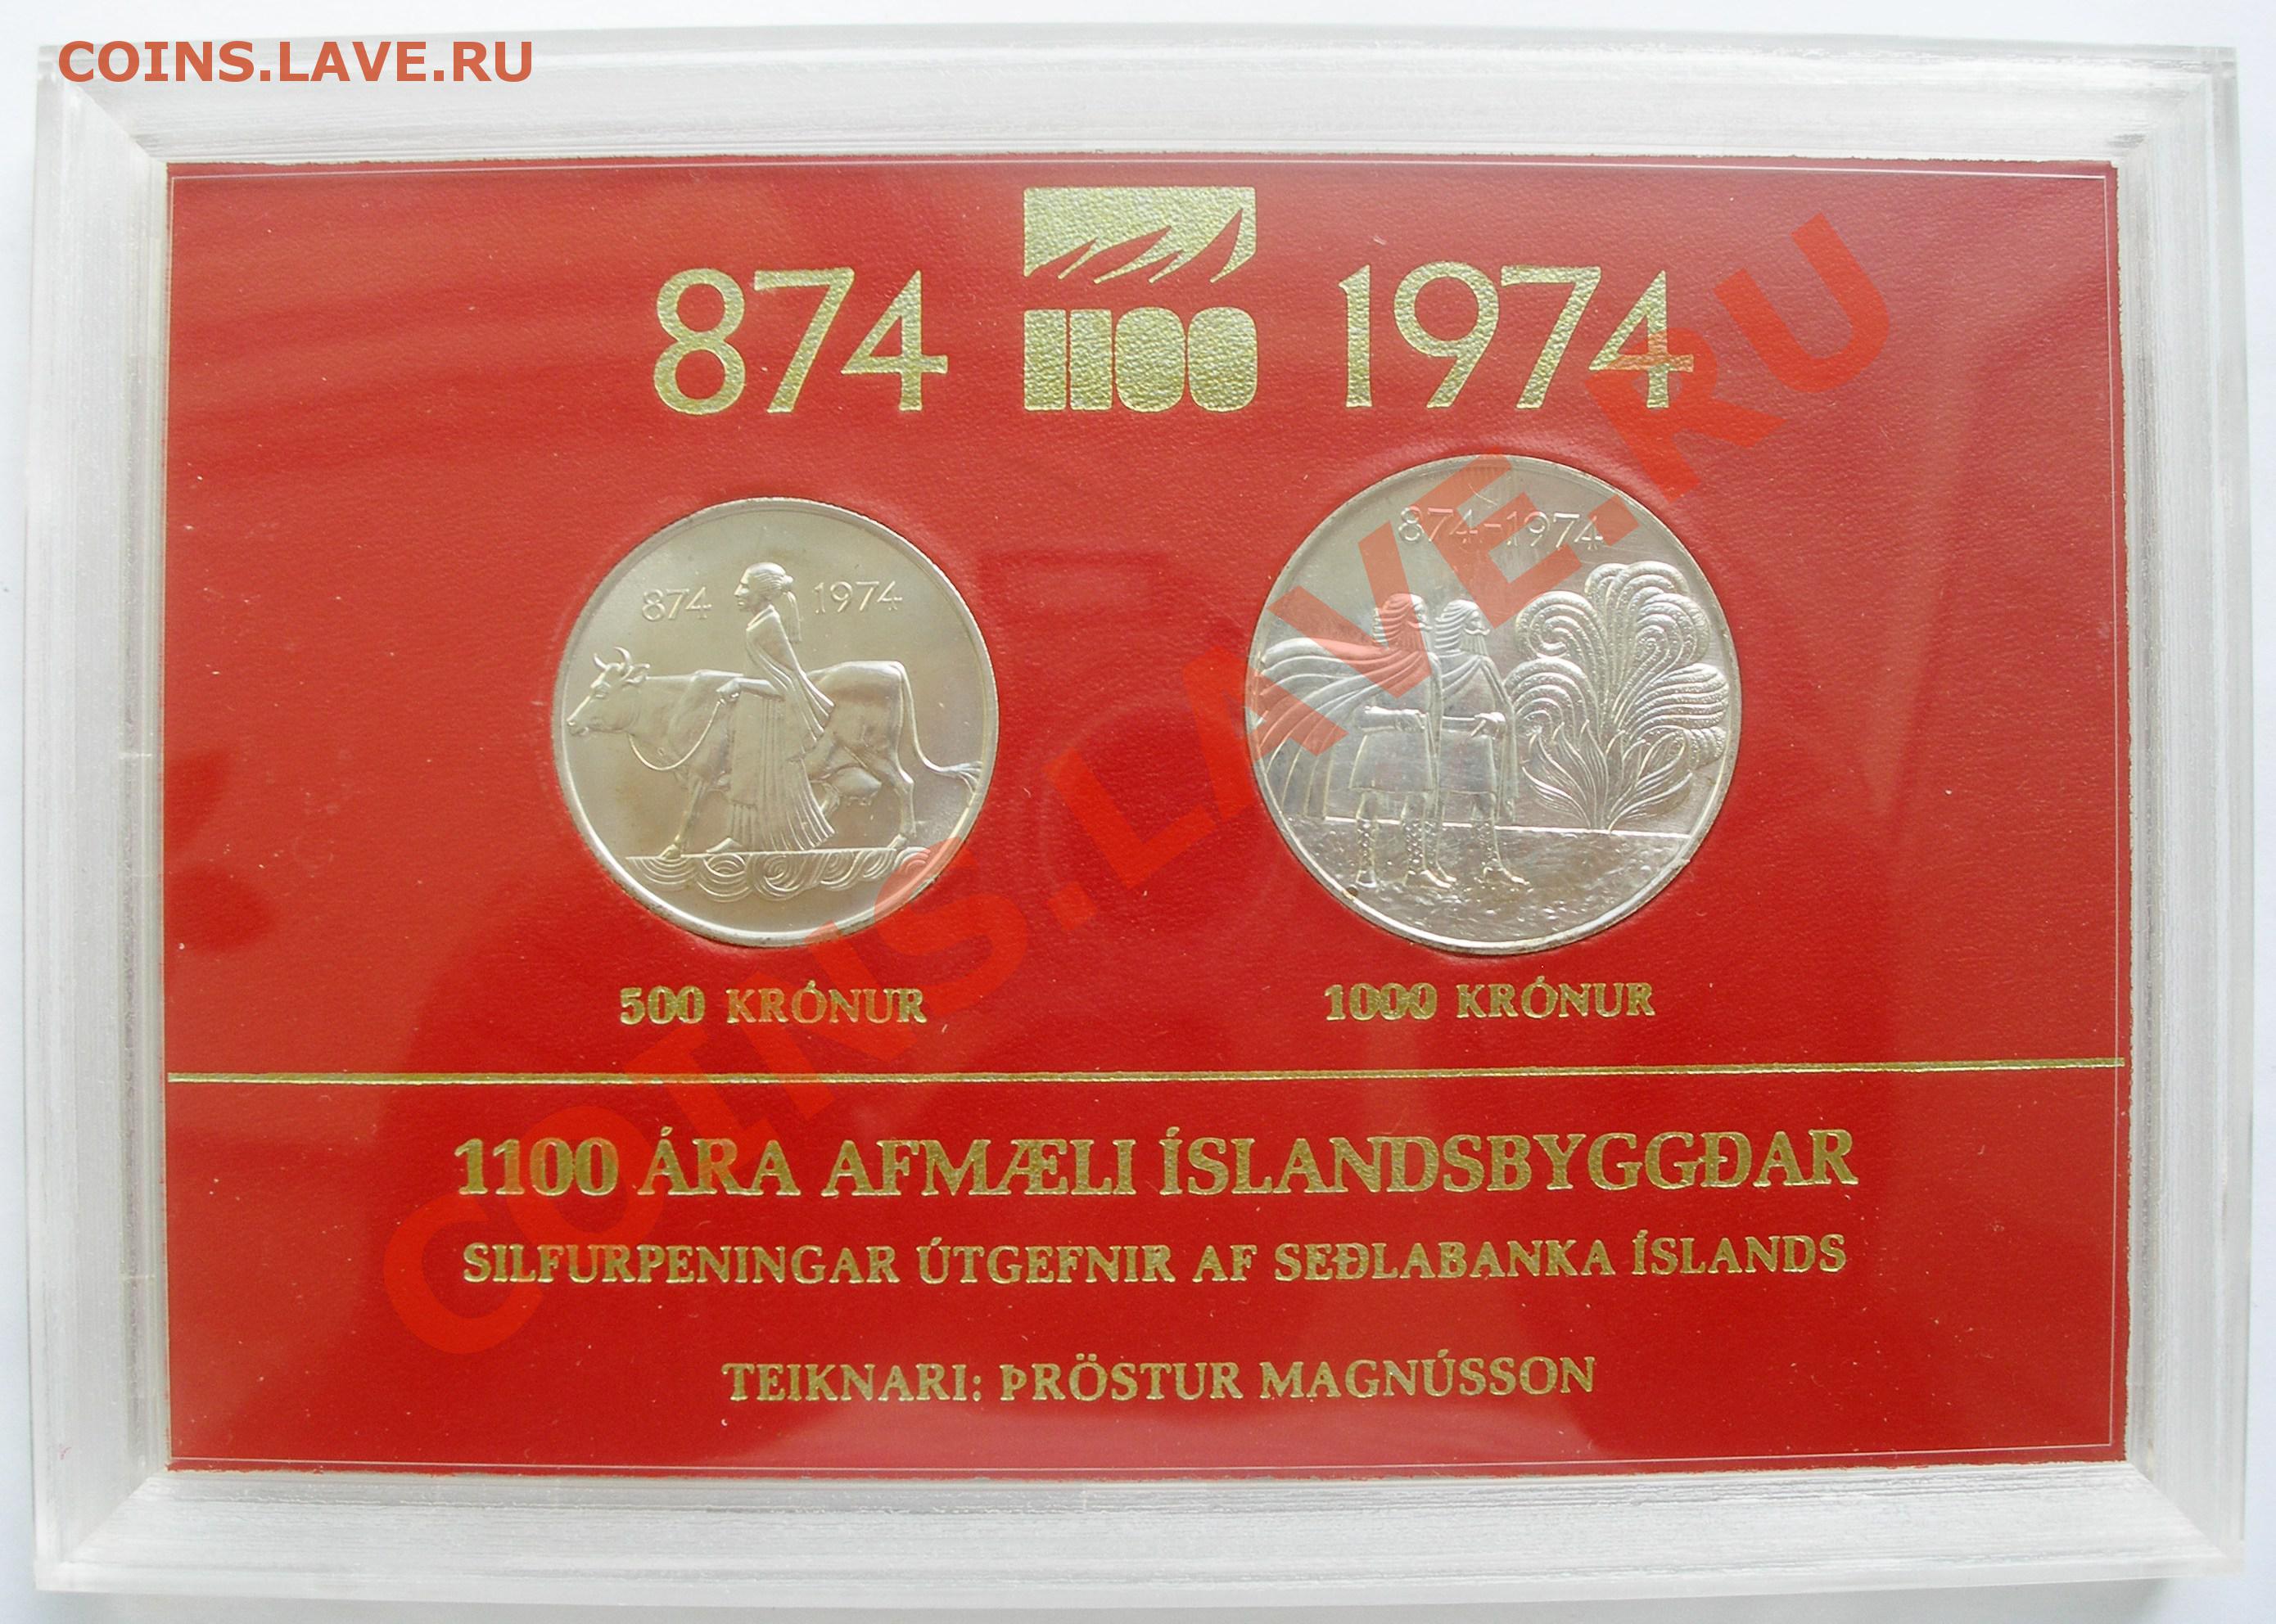 COINS.LAVE.RU
874 1100 1974
874 1974
874-1974
500 KRÓNUR
1000 KRÓNUR
1100 ÁRA AFMÆLI ÍSLANDSBYGGÐAR
SILFURPENINGAR ÚTGEFNIR AF SEÐLABANKA ÍSLANDS
TEIKNARI: ÞRÖSTUR MAGNÚSSON
COINS.LAVE.RU